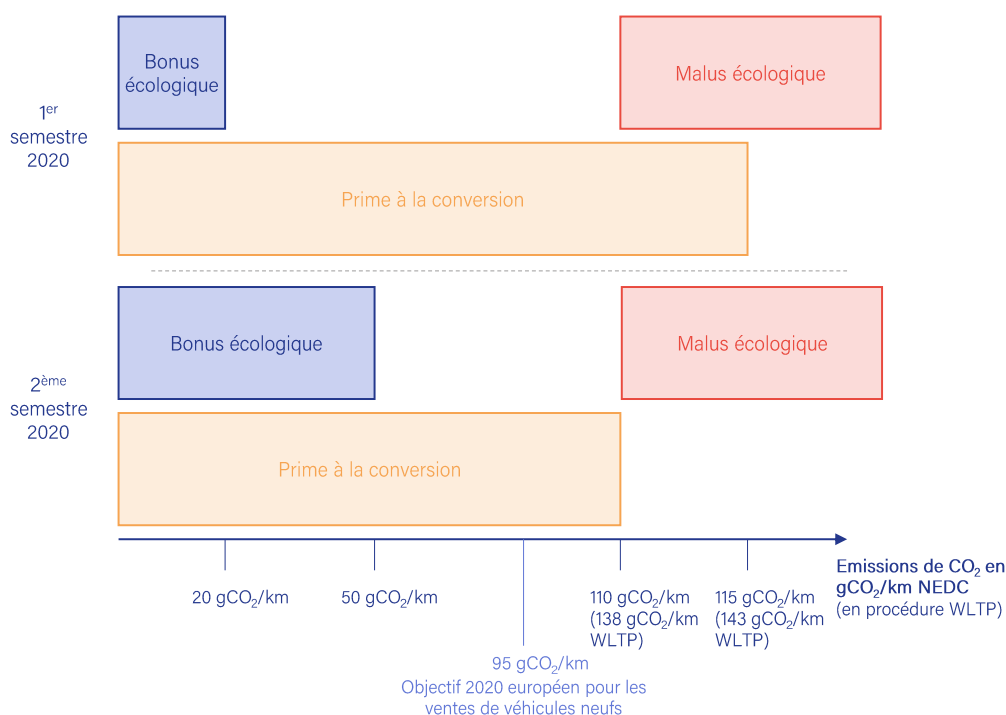 Bonus
écologique
Malus écologique
1er
semestre
2020
Prime à la conversion
Bonus écologique
Malus écologique
2ème
semestre
2020
Prime à la conversion
Emissions de CO₂ en
gCO₂/km NEDC
(en procédure WLTP)
20 gCO₂/km
50 gCO₂/km
110 gCO₂/km
(138 gCO₂/km
WLTP)
115 gCO₂/km
(143 gCO₂/km
WLTP)
95 gCO₂/km
Objectif 2020 européen pour les
ventes de véhicules neufs